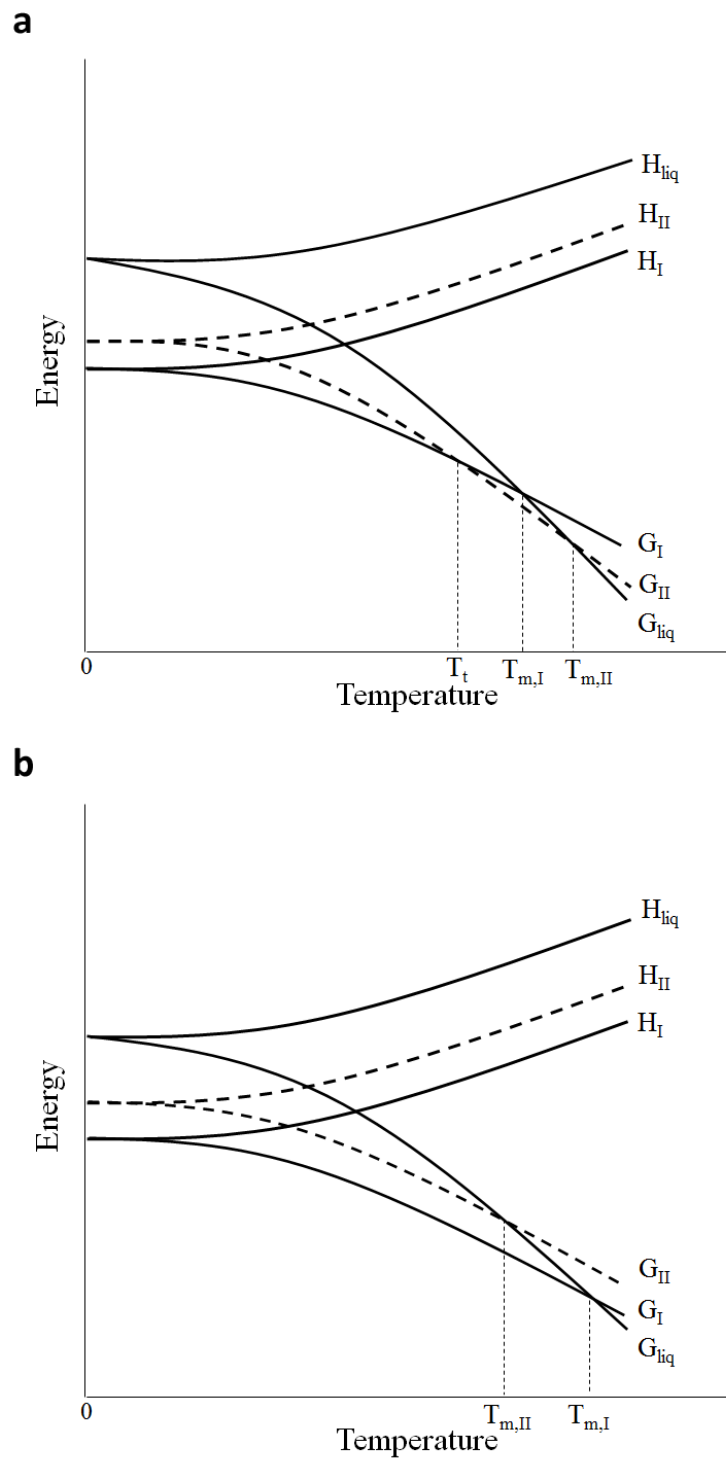 a
H_liq
H_II
H_I
Energy
G_I
G_II
G_liq
0
T_t
T_m,I
T_m,II
Temperature
b
H_liq
H_II
H_I
Energy
G_II
G_I
G_liq
0
T_m,II
T_m,I
Temperature